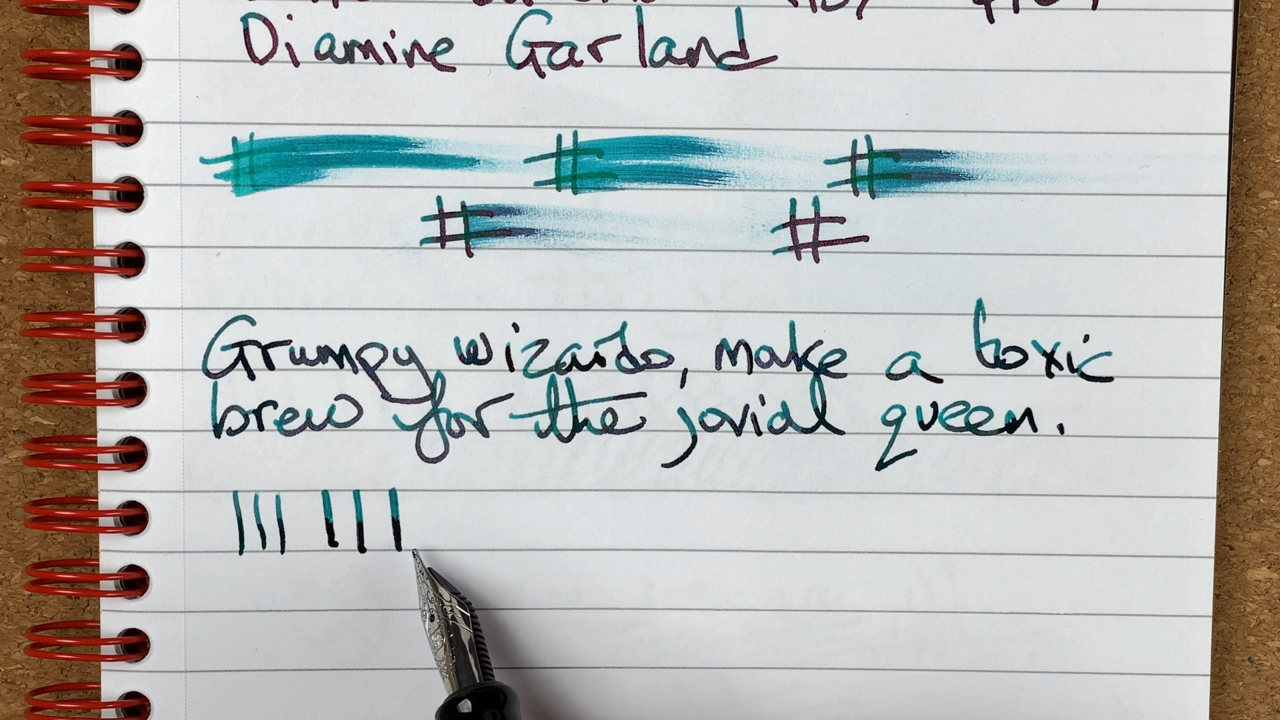 Diamine Garland
# # #
# #
Grumpy wizards, make a toxic
brew for the jovial queen.